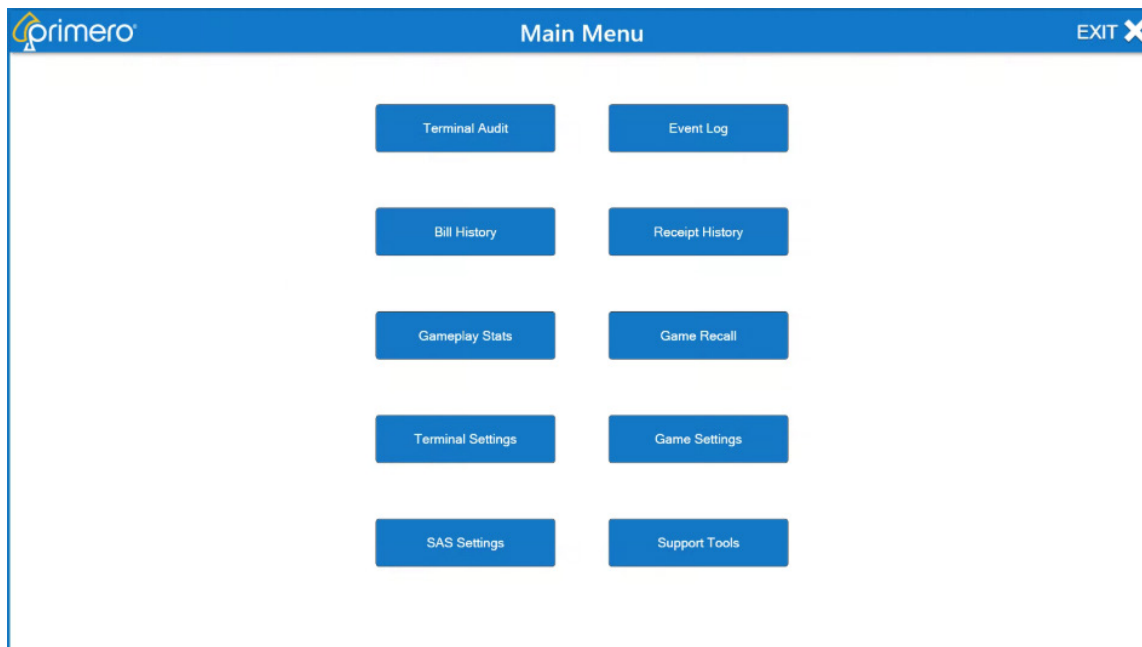 primero®
Main Menu
EXIT
Terminal Audit
Event Log
Bill History
Receipt History
Gameplay Stats
Game Recall
Terminal Settings
Game Settings
SAS Settings
Support Tools